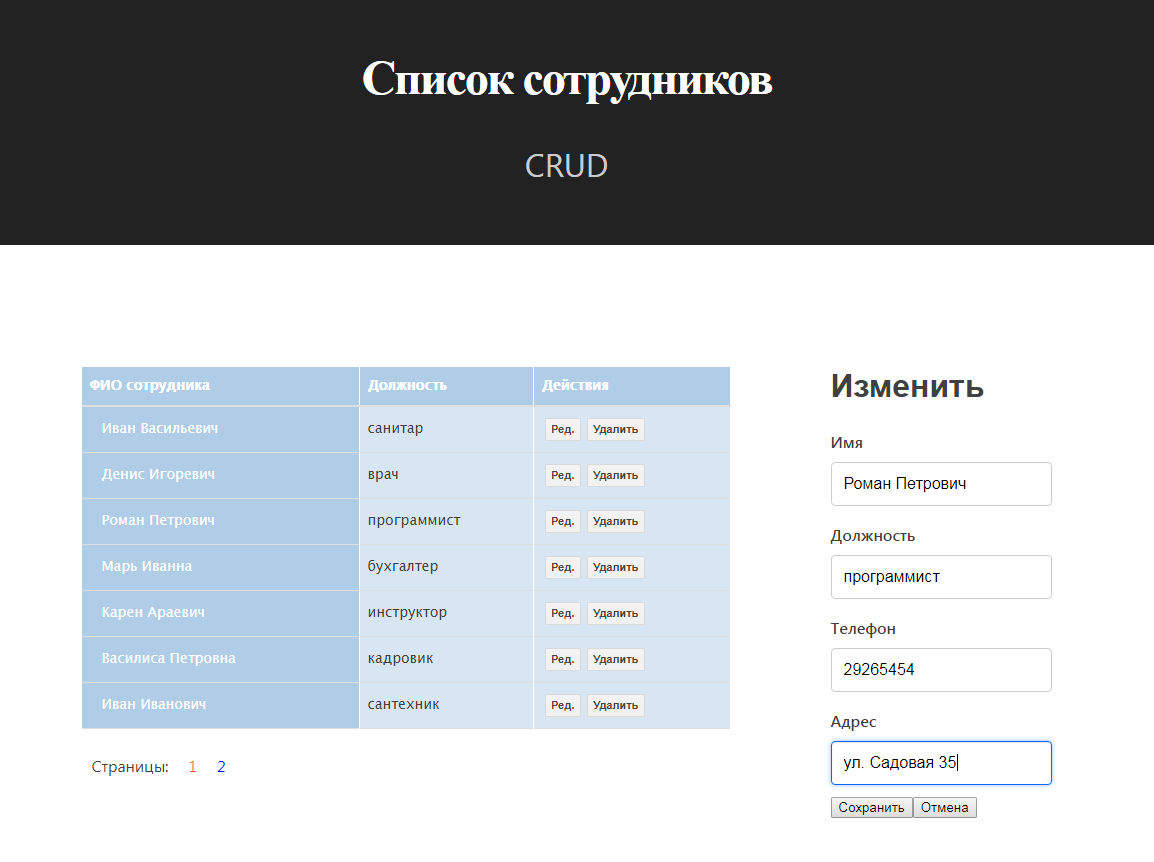 Список сотрудников
CRUD
ФИО сотрудника Должность Действия
Иван Васильевич санитар Ред. Удалить
Денис Игоревич врач Ред. Удалить
Роман Петрович программист Ред. Удалить
Марь Иванна бухгалтер Ред. Удалить
Карен Араевич инструктор Ред. Удалить
Василиса Петровна кадровик Ред. Удалить
Иван Иванович сантехник Ред. Удалить
Страницы: 1 2
Изменить
Имя
Роман Петрович
Должность
программист
Телефон
29265454
Адрес
ул. Садовая 35
Сохранить Отмена